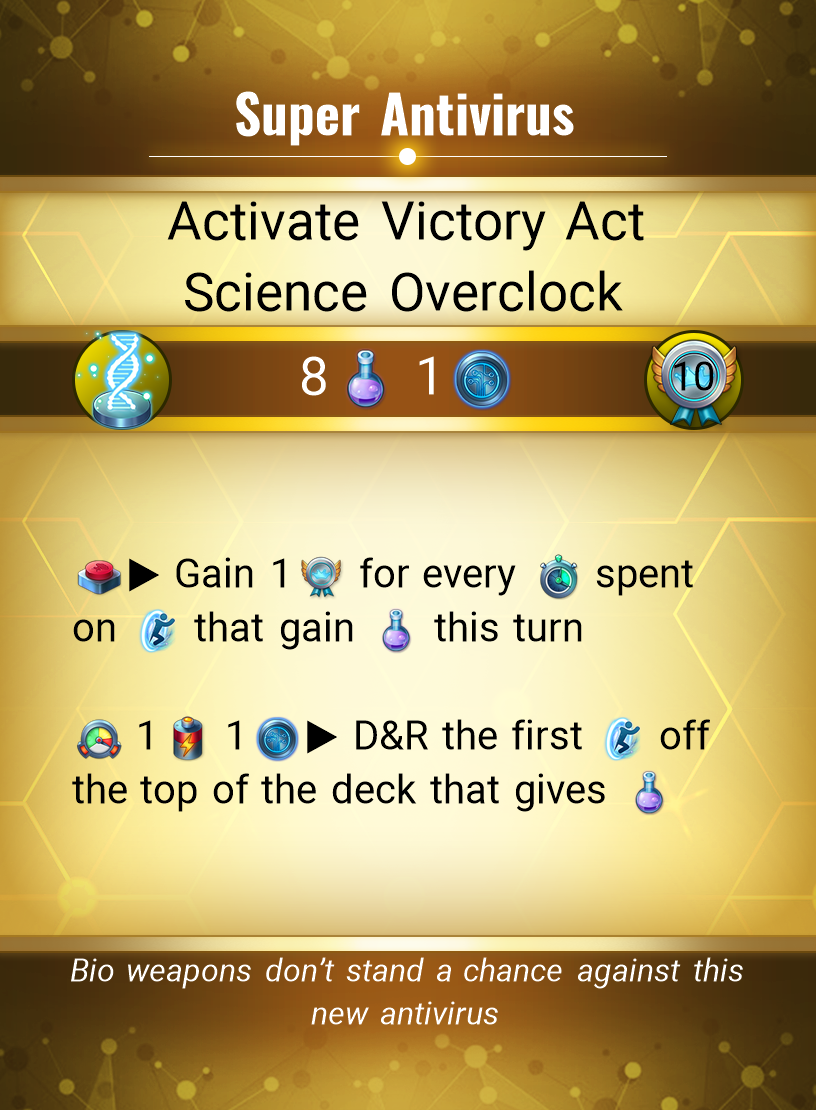 Super Antivirus
Activate Victory Act
Science Overclock
8 1 10
▶ Gain 1 for every spent
on that gain this turn
1 1 ▶ D&R the first off
the top of the deck that gives
Bio weapons don’t stand a chance against this
new antivirus